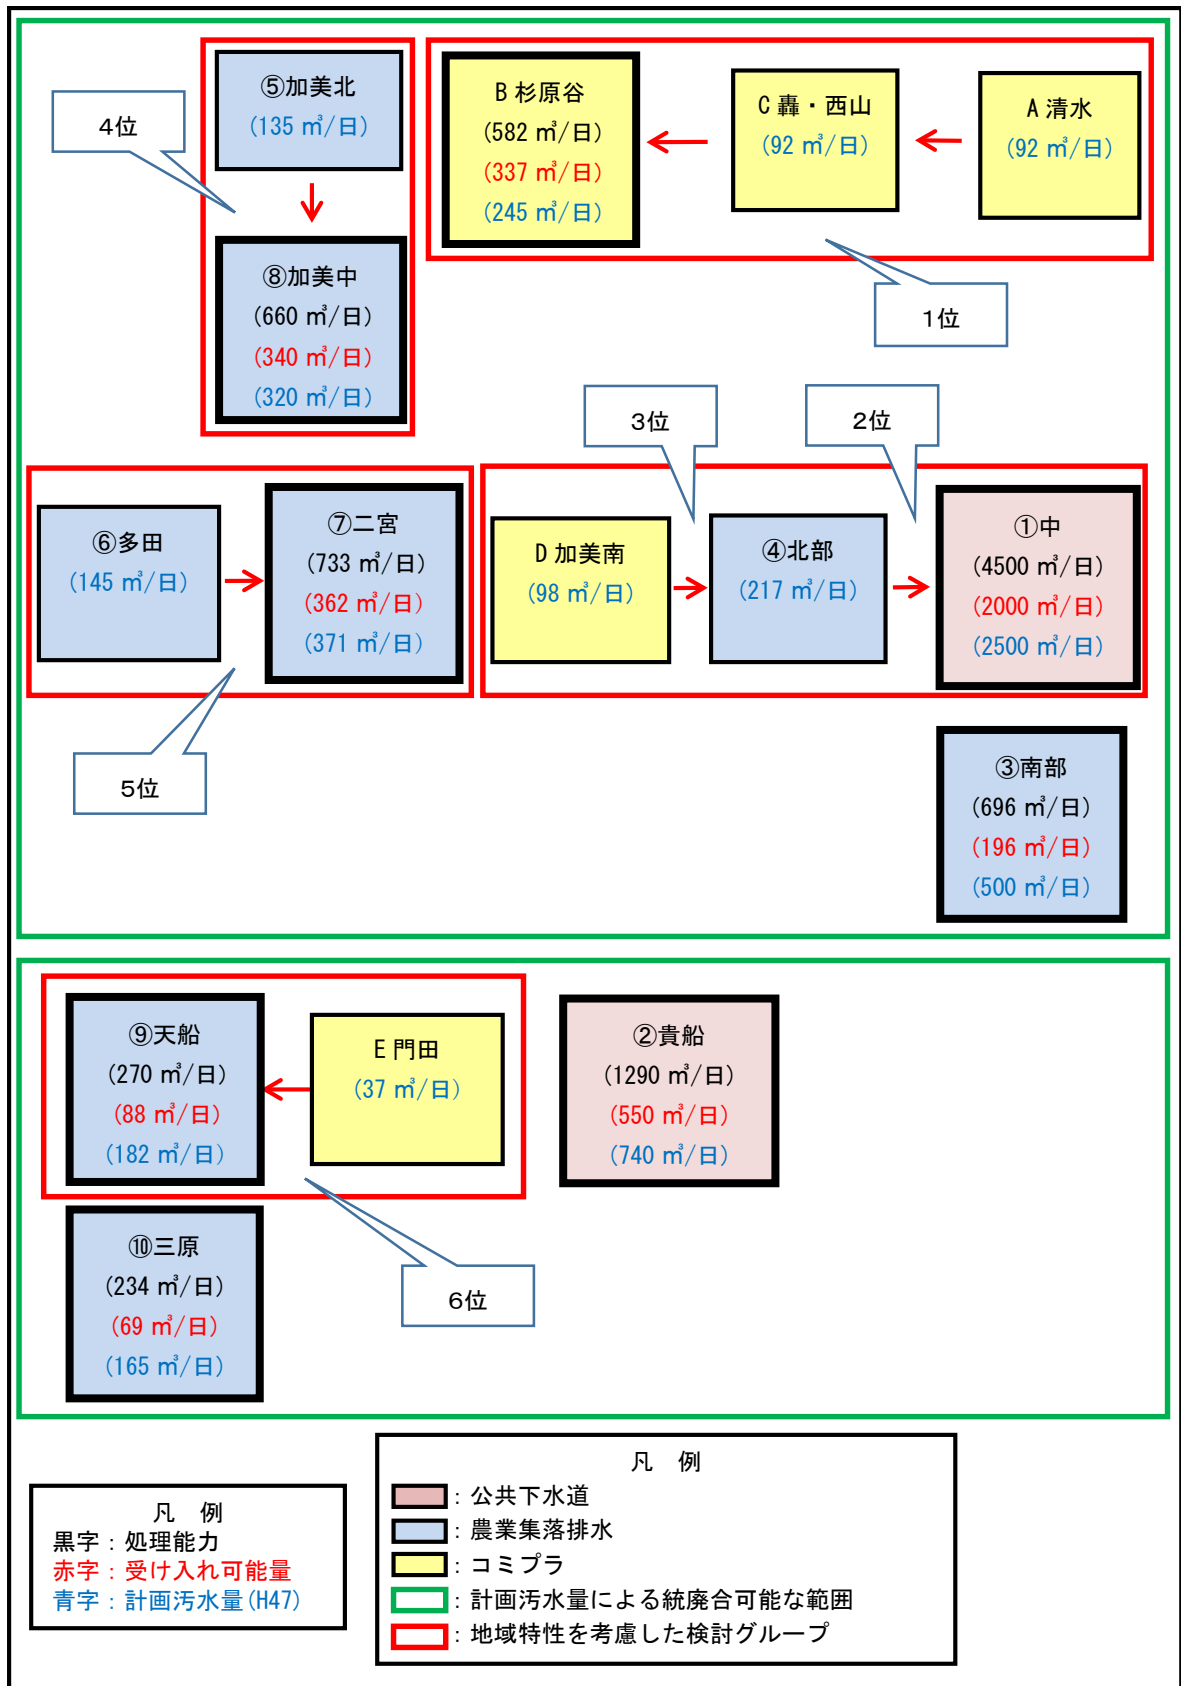 ⑤加美北
(135 ㎥/日)
4位
⑧加美中
(660 ㎥/日)
(340 ㎥/日)
(320 ㎥/日)
B 杉原谷
(582 ㎥/日)
(337 ㎥/日)
(245 ㎥/日)
C 轟・西山
(92 ㎥/日)
A 清水
(92 ㎥/日)
1位
3位
2位
⑥多田
(145 ㎥/日)
⑦二宮
(733 ㎥/日)
(362 ㎥/日)
(371 ㎥/日)
5位
D 加美南
(98 ㎥/日)
④北部
(217 ㎥/日)
①中
(4500 ㎥/日)
(2000 ㎥/日)
(2500 ㎥/日)
③南部
(696 ㎥/日)
(196 ㎥/日)
(500 ㎥/日)
⑨天船
(270 ㎥/日)
(88 ㎥/日)
(182 ㎥/日)
E 門田
(37 ㎥/日)
②貴船
(1290 ㎥/日)
(550 ㎥/日)
(740 ㎥/日)
⑩三原
(234 ㎥/日)
(69 ㎥/日)
(165 ㎥/日)
6位
凡 例
黒字：処理能力
赤字：受け入れ可能量
青字：計画汚水量(H47)
凡 例
：公共下水道
：農業集落排水
：コミプラ
：計画汚水量による統廃合可能な範囲
：地域特性を考慮した検討グループ